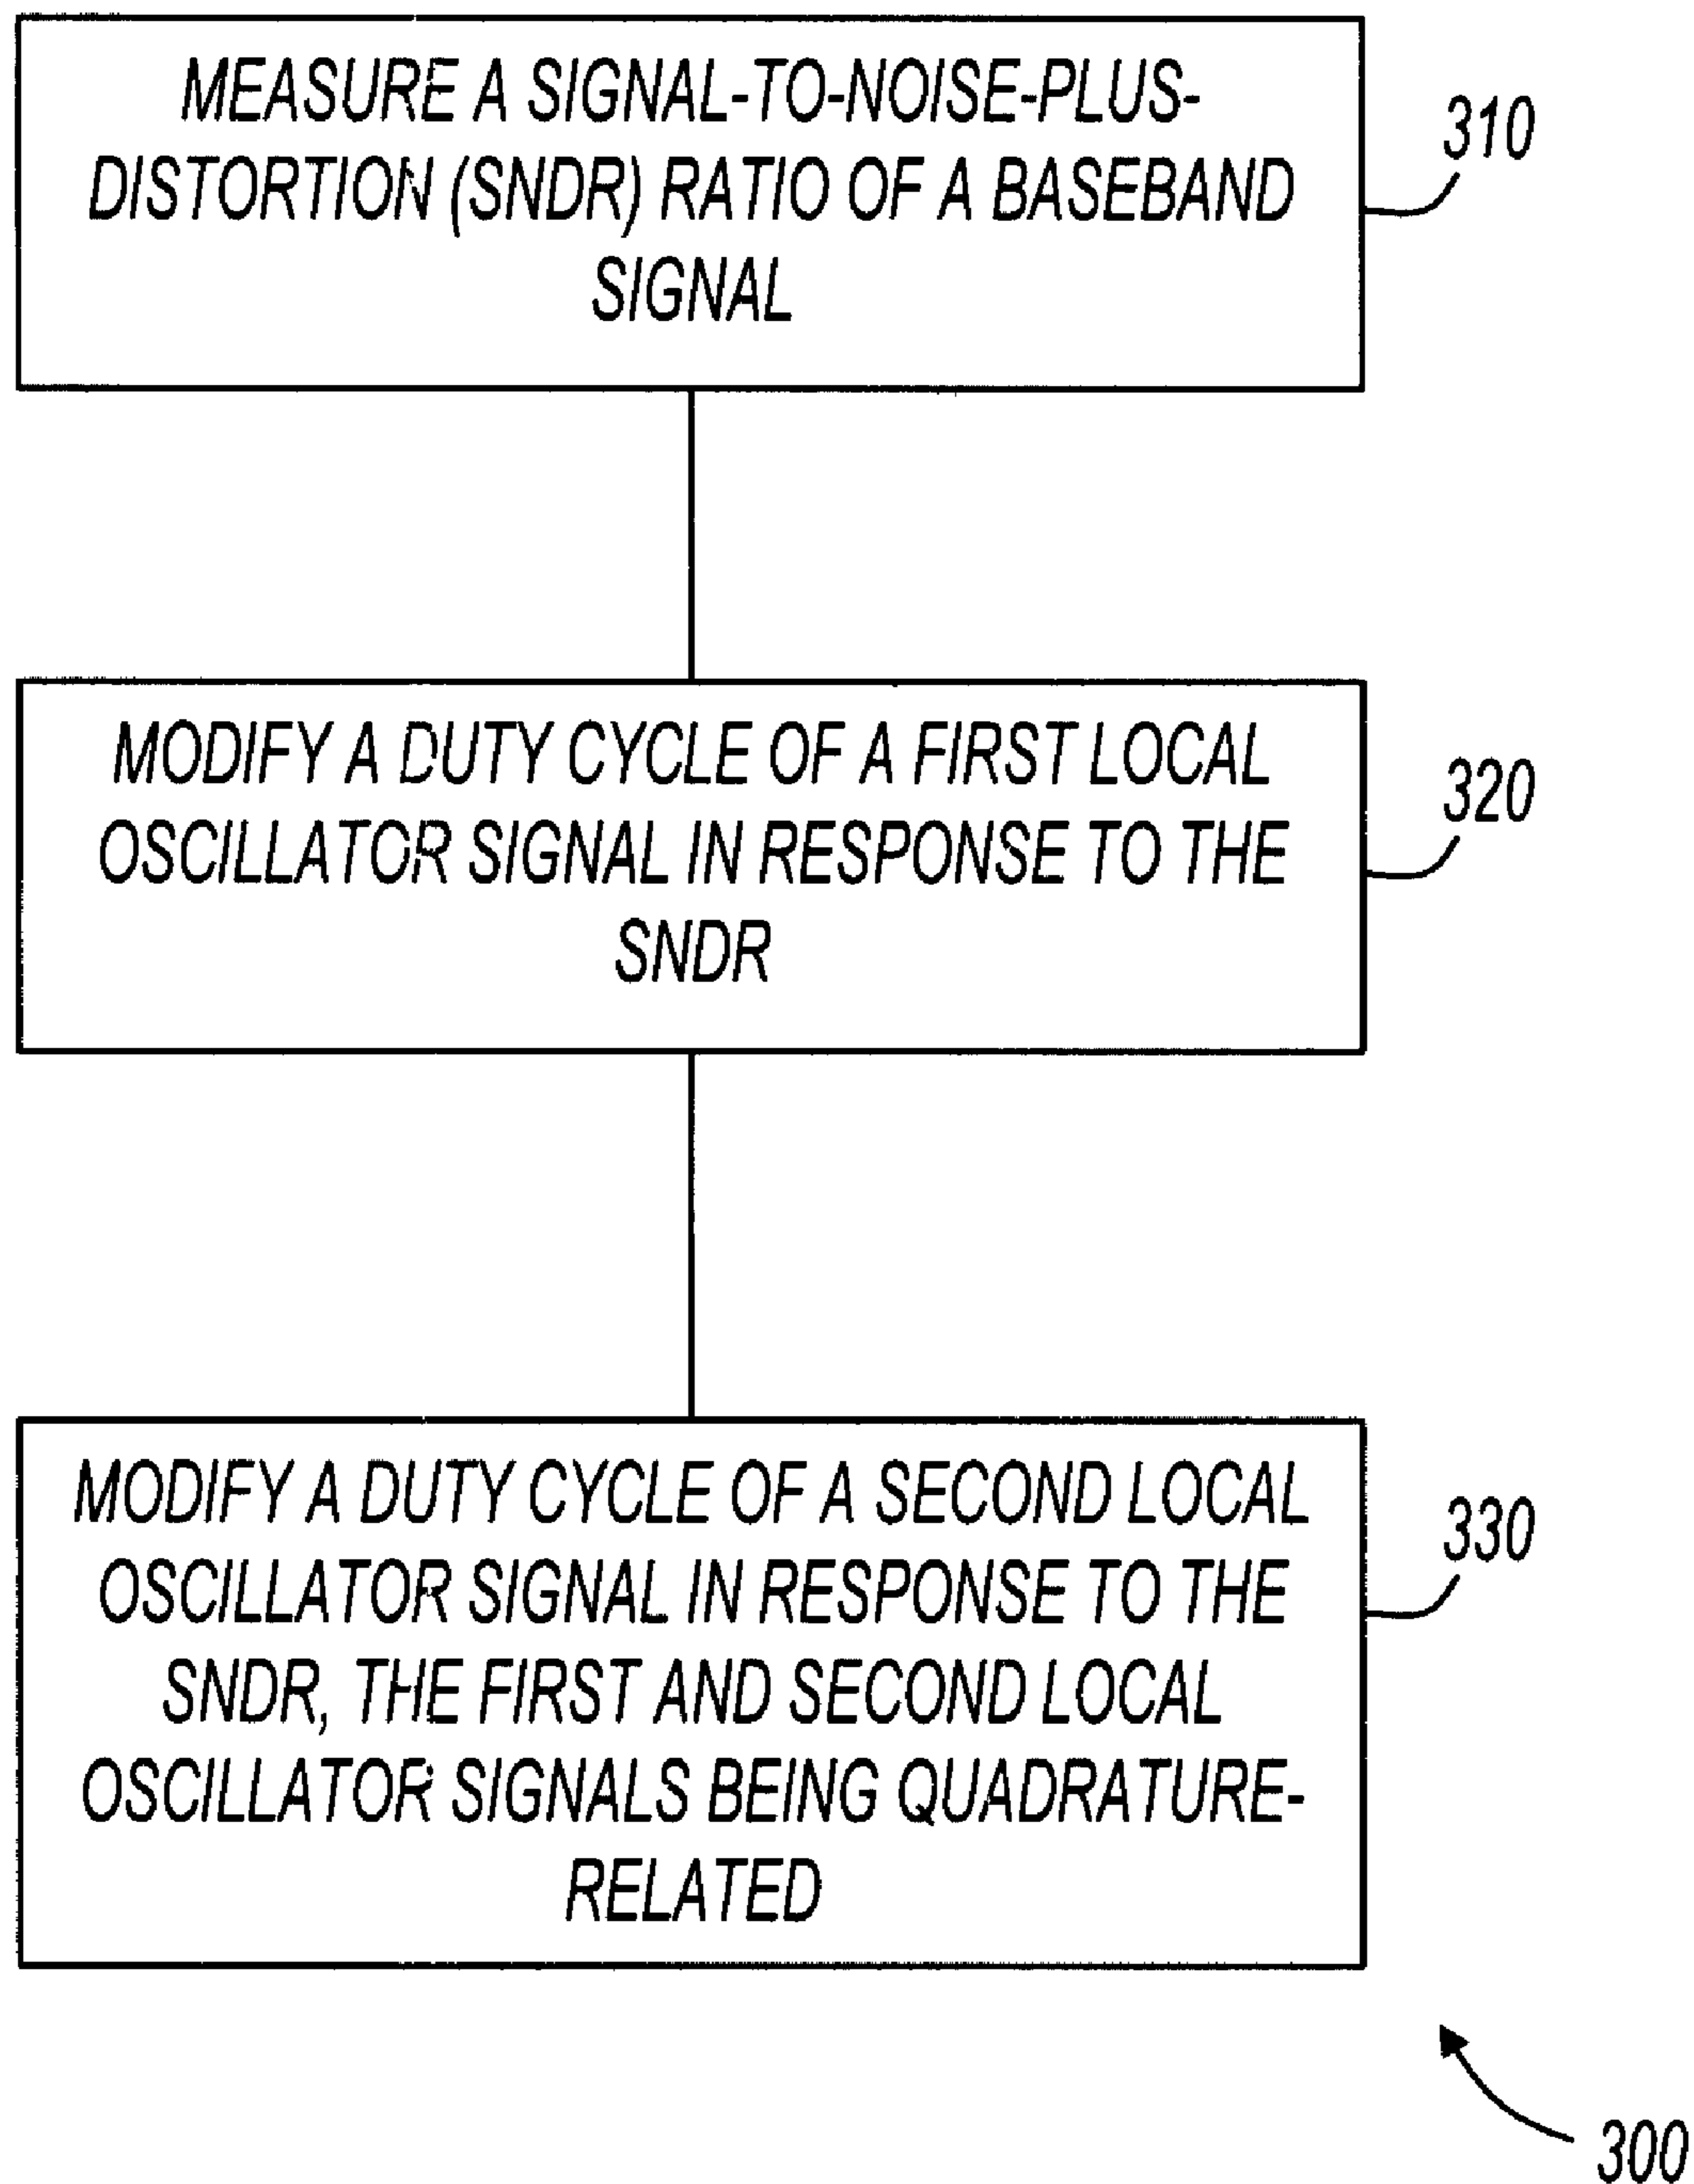 MEASURE A SIGNAL-TO-NOISE-PLUS-
DISTORTION (SNDR) RATIO OF A BASEBAND
SIGNAL
310
MODIFY A DUTY CYCLE OF A FIRST LOCAL
OSCILLATOR SIGNAL IN RESPONSE TO THE
SNDR
320
MODIFY A DUTY CYCLE OF A SECOND LOCAL
OSCILLATOR SIGNAL IN RESPONSE TO THE
SNDR, THE FIRST AND SECOND LOCAL
OSCILLATOR SIGNALS BEING QUADRATURE-
RELATED
330
300